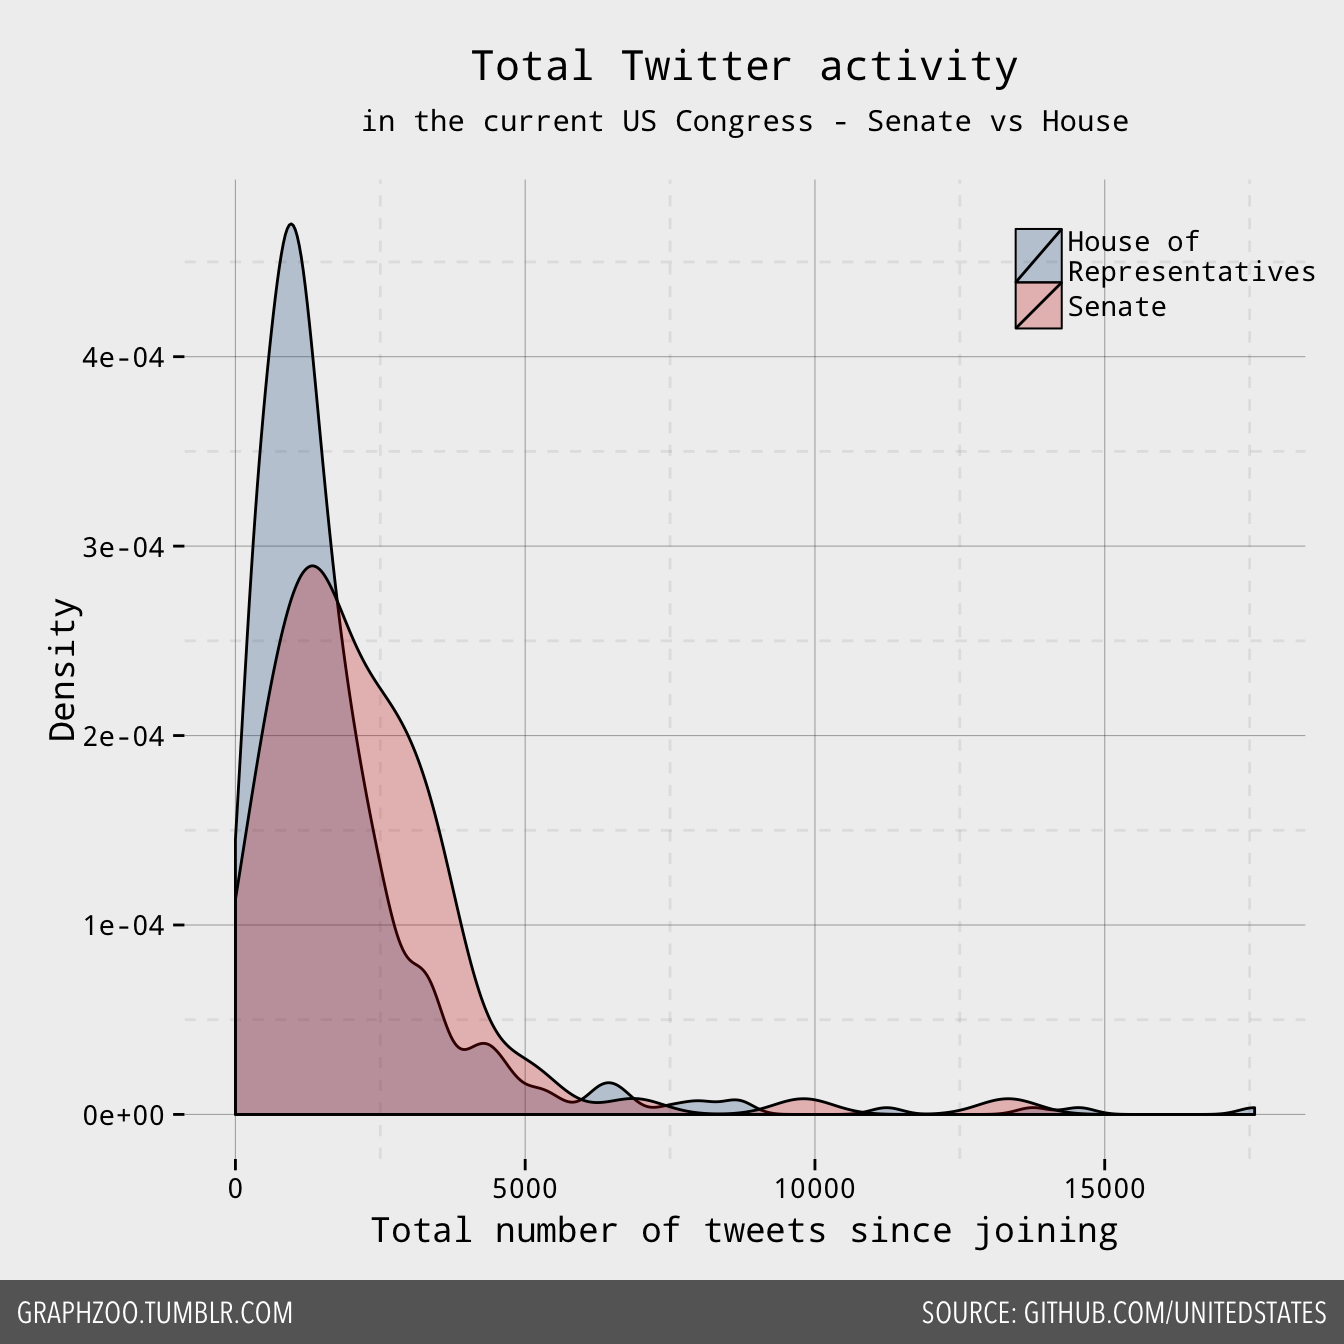 Total Twitter activity
in the current US Congress - Senate vs House
House of
Representatives
Senate
4e-04
3e-04
2e-04
1e-04
0e+00
Density
0 5000 10000 15000
Total number of tweets since joining
GRAPHZOO.TUMBLR.COM SOURCE: GITHUB.COM/UNITEDSTATES